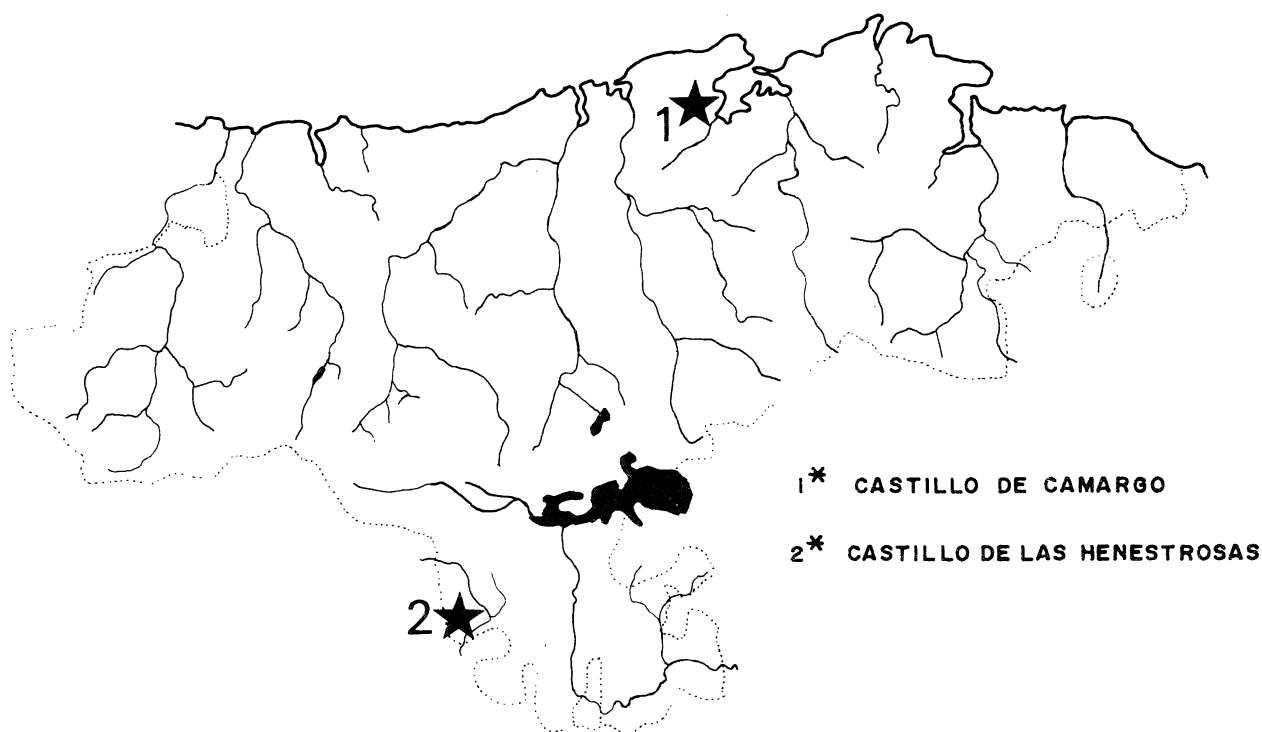 1
2
1* CASTILLO DE CAMARGO
2* CASTILLO DE LAS HENESTROSAS